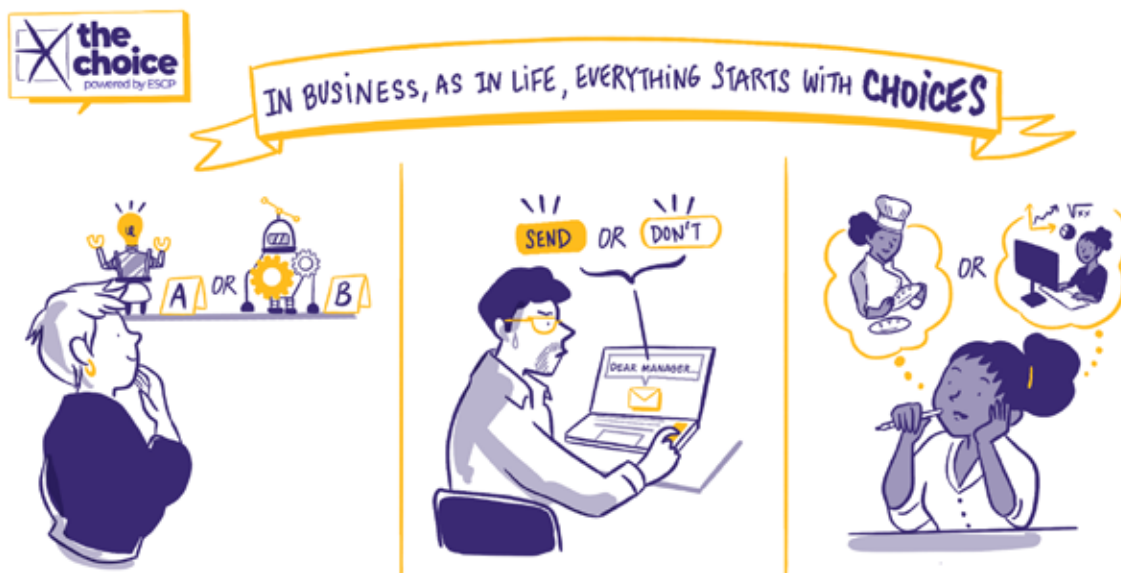 the
choice
powered by ESCP
IN BUSINESS, AS IN LiFE, EVERYTHING STARTS WITH CHOiCES
A OR B
SEND OR DON'T
DEAR MANAGER...
OR
√xx